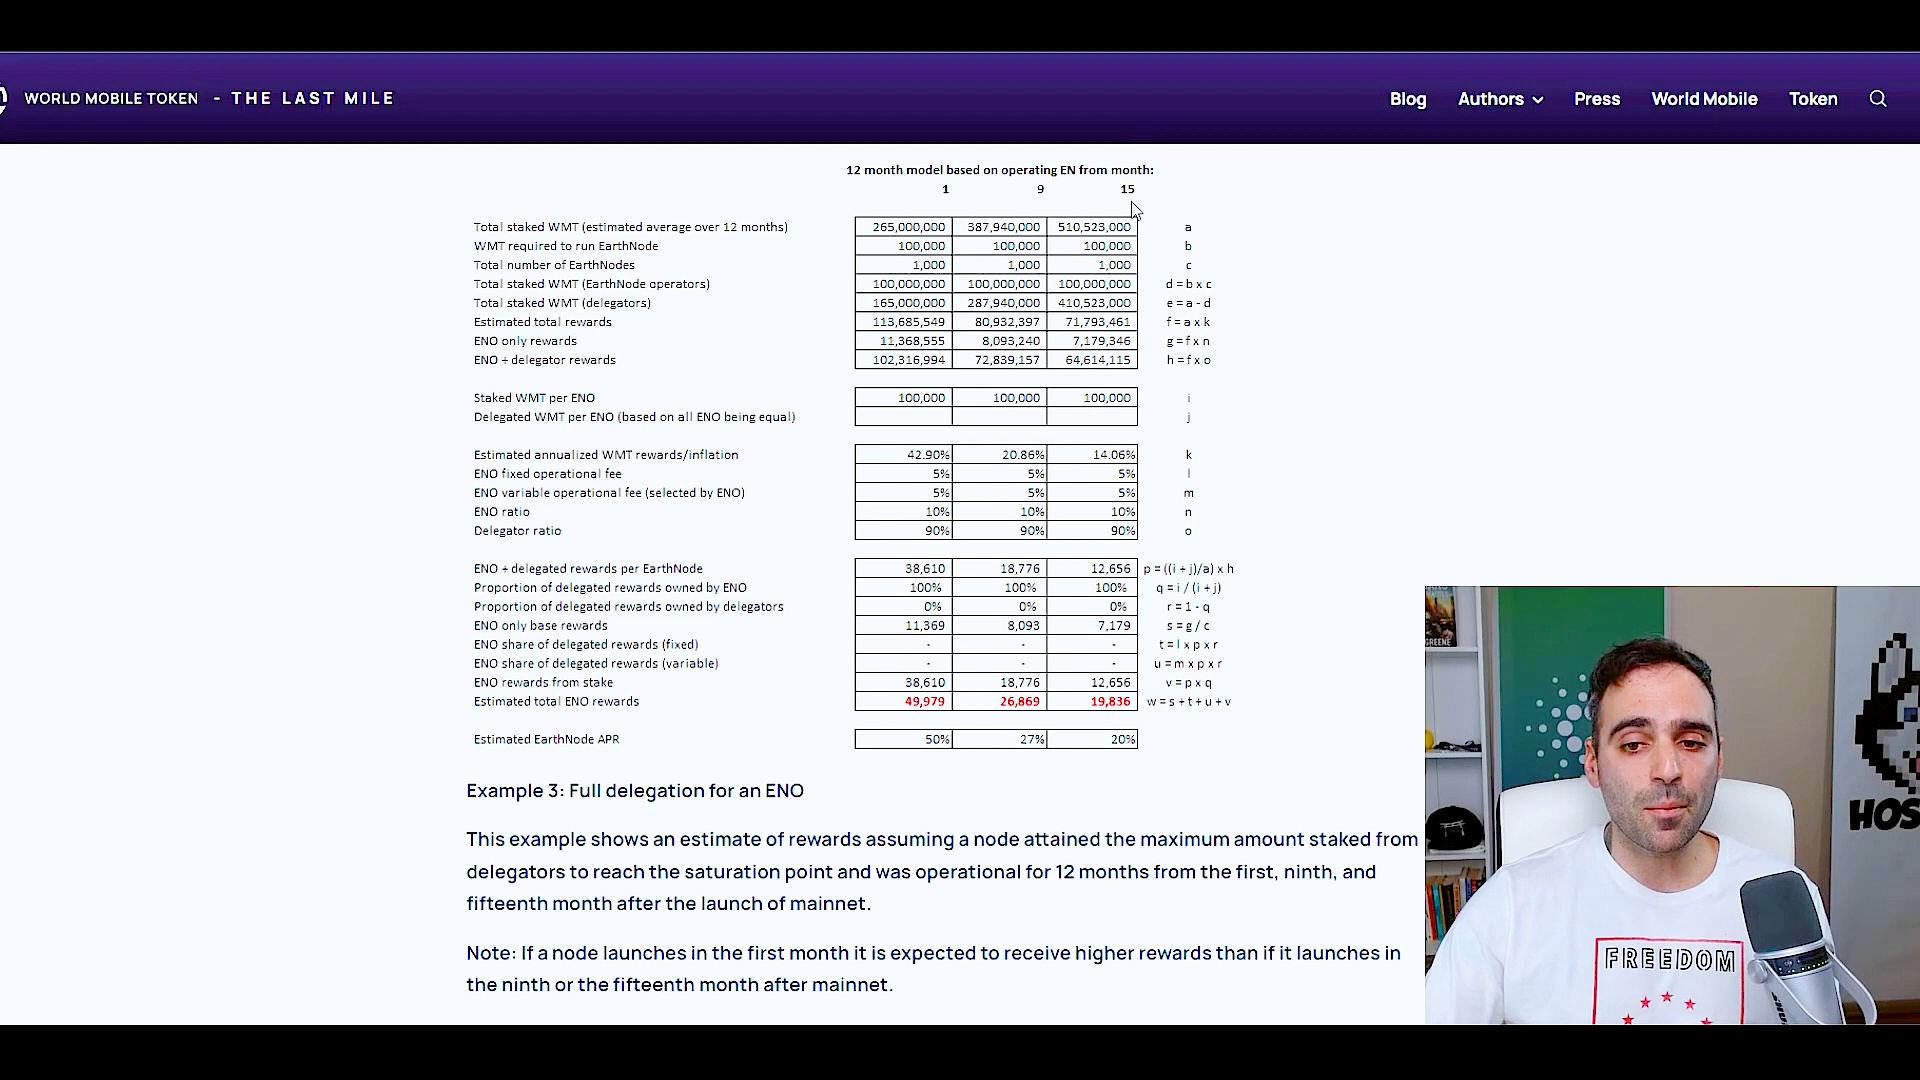 WORLD MOBILE TOKEN - THE LAST MILE
Blog Authors Press World Mobile Token
12 month model based on operating EN from month:
1 9 15
Total staked WMT (estimated average over 12 months) 265,000,000 387,940,000 510,523,000 a
WMT required to run EarthNode 100,000 100,000 100,000 b
Total number of EarthNodes 1,000 1,000 1,000 c
Total staked WMT (EarthNode operators) 100,000,000 100,000,000 100,000,000 d = b x c
Total staked WMT (delegators) 165,000,000 287,940,000 410,523,000 e = a - d
Estimated total rewards 113,685,549 80,932,397 71,793,461 f = a x k
ENO only rewards 11,368,555 8,093,240 7,179,346 g = f x n
ENO + delegator rewards 102,316,994 72,839,157 64,614,115 h = f x o
Staked WMT per ENO 100,000 100,000 100,000 i
Delegated WMT per ENO (based on all ENO being equal) j
Estimated annualized WMT rewards/inflation 42.90% 20.86% 14.06% k
ENO fixed operational fee 5% 5% 5% l
ENO variable operational fee (selected by ENO) 5% 5% 5% m
ENO ratio 10% 10% 10% n
Delegator ratio 90% 90% 90% o
ENO + delegated rewards per EarthNode 38,610 18,776 12,656 p = ((i + j)/a) x h
Proportion of delegated rewards owned by ENO 100% 100% 100% q = i / (i + j)
Proportion of delegated rewards owned by delegators 0% 0% 0% r = 1 - q
ENO only base rewards 11,369 8,093 7,179 s = g / c
ENO share of delegated rewards (fixed) - - - t = l x p x r
ENO share of delegated rewards (variable) - - - u = m x p x r
ENO rewards from stake 38,610 18,776 12,656 v = p x q
Estimated total ENO rewards 49,979 26,869 19,836 w = s + t + u + v
Estimated EarthNode APR 50% 27% 20%
Example 3: Full delegation for an ENO
This example shows an estimate of rewards assuming a node attained the maximum amount staked from
delegators to reach the saturation point and was operational for 12 months from the first, ninth, and
fifteenth month after the launch of mainnet.
Note: If a node launches in the first month it is expected to receive higher rewards than if it launches in
the ninth or the fifteenth month after mainnet.
GREENE
HOS
FREEDOM